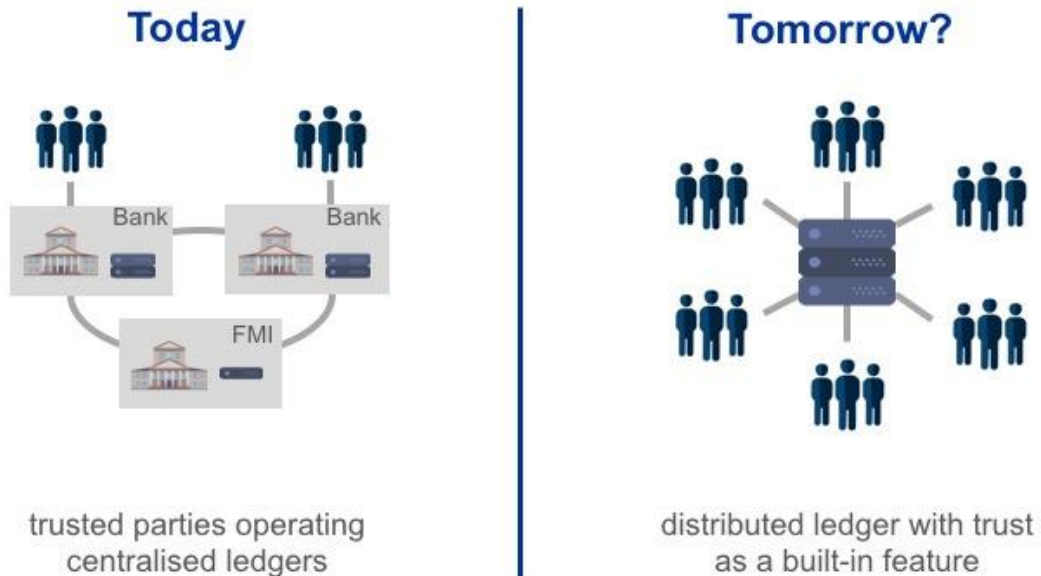 Today
Bank
Bank
FMI
trusted parties operating
centralised ledgers
Tomorrow?
distributed ledger with trust
as a built-in feature